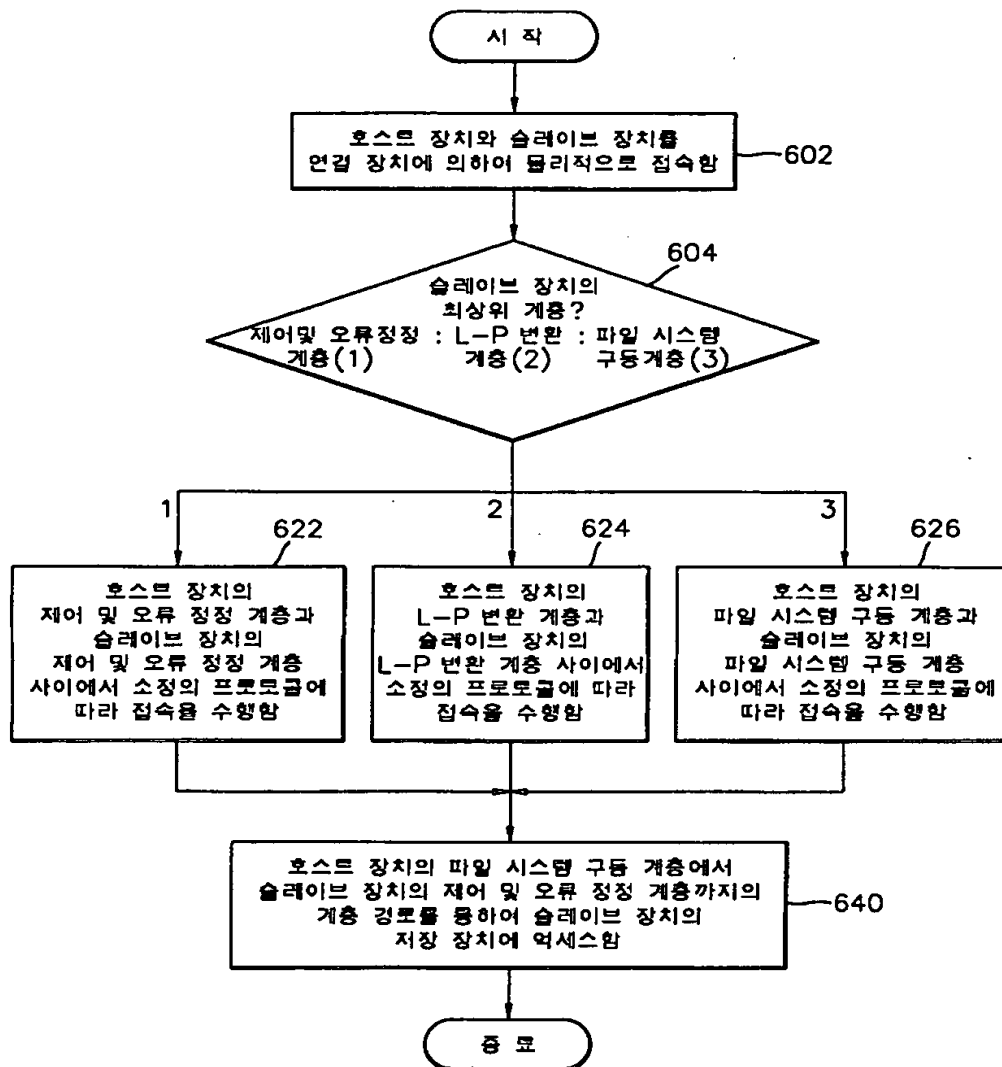 시 작
호스트 장치와 슬레이브 장치를
연결 장치에 의하여 물리적으로 접속함
602
604
슬레이브 장치의
최상위 계층?
제어및 오류정정 : L-P 변환 : 파일 시스템
계층(1) 계층(2) 구동계층(3)
1
2
3
622
624
626
호스트 장치의
제어 및 오류 정정 계층과
슬레이브 장치의
제어 및 오류 정정 계층
사이에서 소정의 프로토콜에
따라 접속을 수행함
호스트 장치의
L-P 변환 계층과
슬레이브 장치의
L-P 변환 계층 사이에서
소정의 프로토콜에 따라
접속을 수행함
호스트 장치의
파일 시스템 구동 계층과
슬레이브 장치의
파일 시스템 구동 계층
사이에서 소정의 프로토콜에
따라 접속을 수행함
호스트 장치의 파일 시스템 구동 계층에서
슬레이브 장치의 제어 및 오류 정정 계층까지의
계층 경로를 통하여 슬레이브 장치의
저장 장치에 억세스함
640
종 료